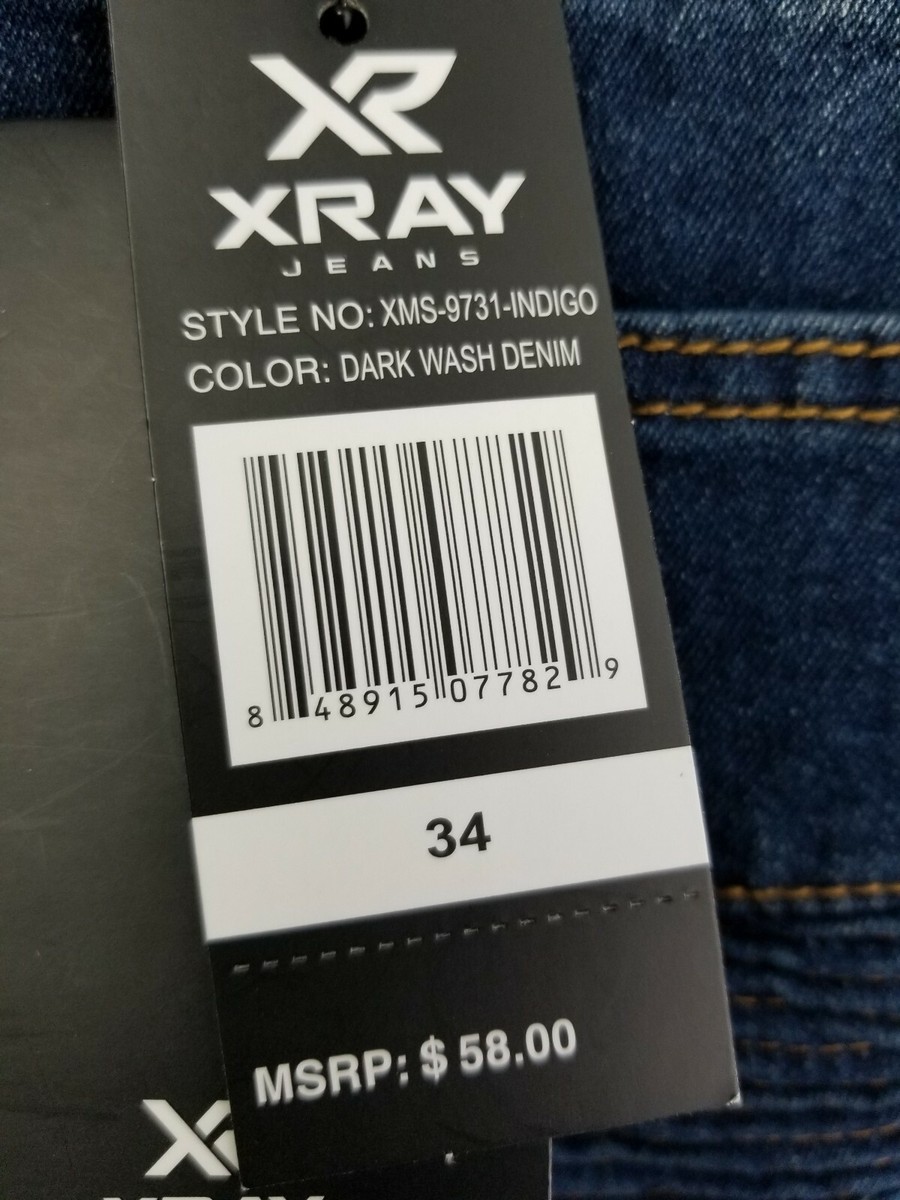 XR
XRAY
JEANS
STYLE NO: XMS-9731-INDIGO
COLOR: DARK WASH DENIM
8 48915 07782 9
34
MSRP: $ 58.00
X
XRAY